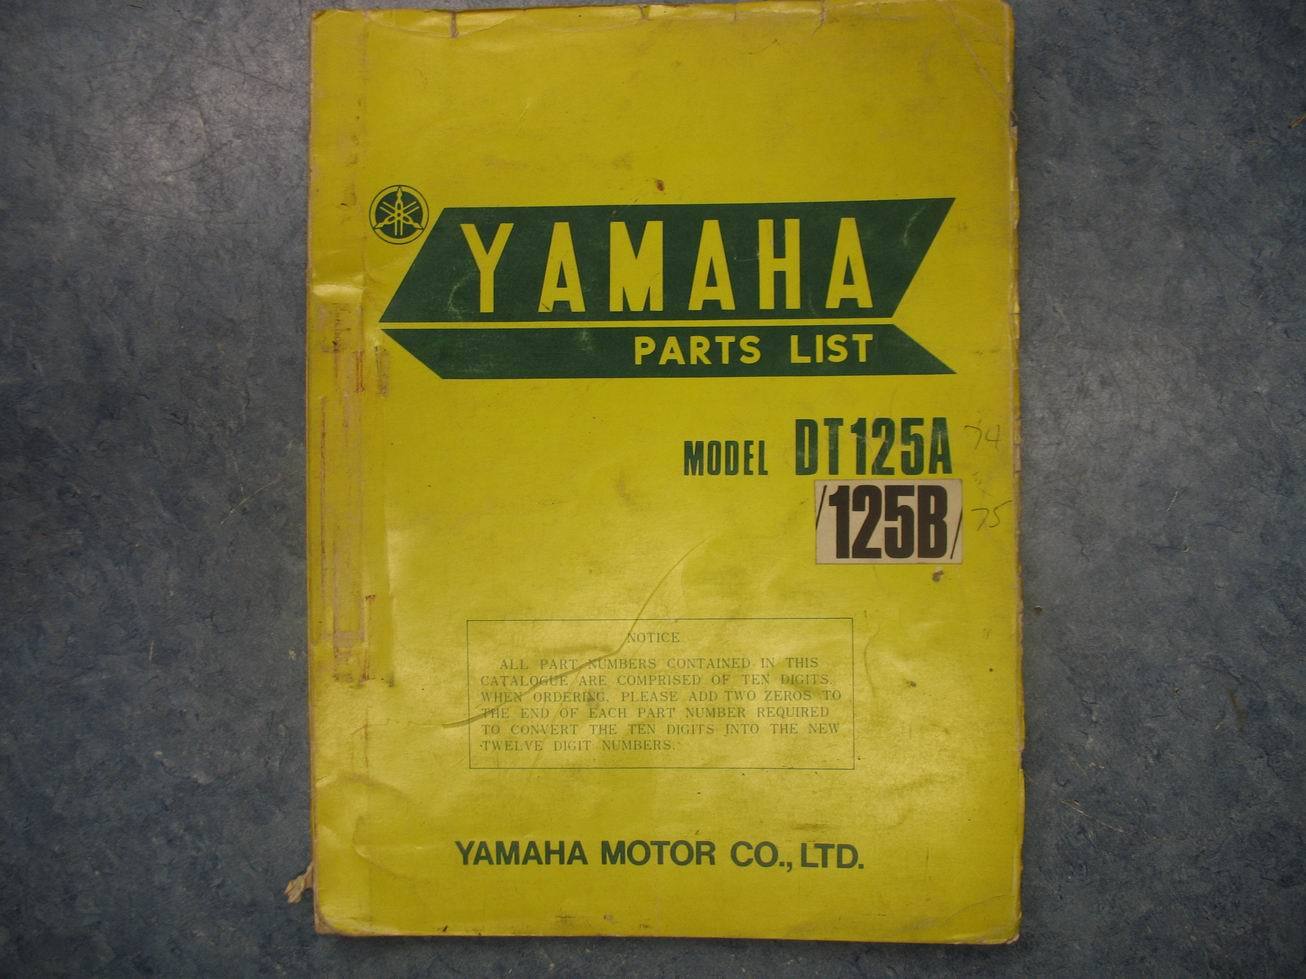 YAMAHA
PARTS LIST
MODEL DT125A 74
/125B/ 75
NOTICE
ALL PART NUMBERS CONTAINED IN THIS
CATALOGUE ARE COMPRISED OF TEN DIGITS.
WHEN ORDERING, PLEASE ADD TWO ZEROS TO
THE END OF EACH PART NUMBER REQUIRED
TO CONVERT THE TEN DIGITS INTO THE NEW
TWELVE DIGIT NUMBERS.
YAMAHA MOTOR CO., LTD.